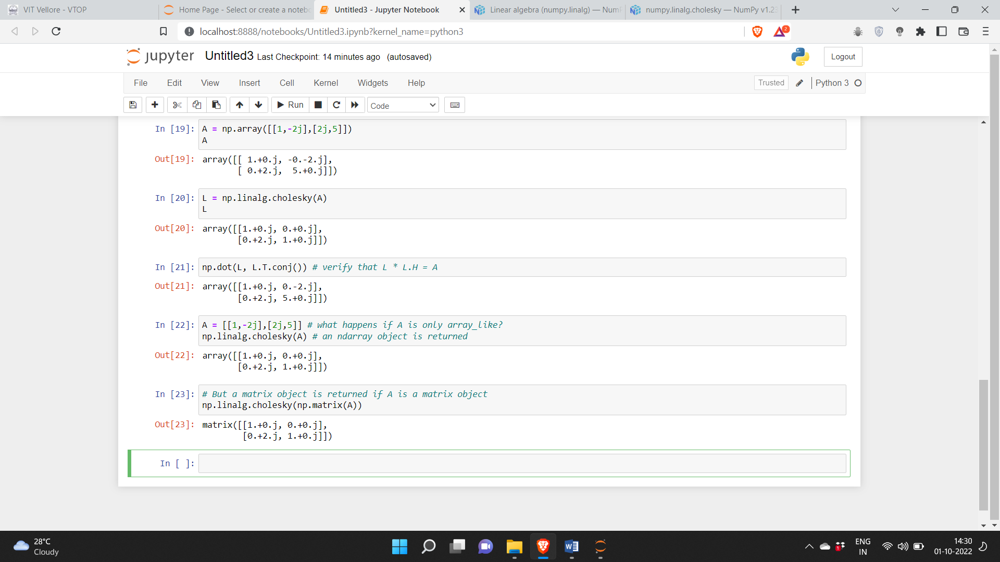 VIT Vellore - VTOP
Home Page - Select or create a noteb
Untitled3 - Jupyter Notebook
Linear algebra (numpy.linalg) — Num
numpy.linalg.cholesky — NumPy v1.23
localhost:8888/notebooks/Untitled3.ipynb?kernel_name=python3
2
jupyter Untitled3 Last Checkpoint: 14 minutes ago (autosaved)
Logout
File Edit View Insert Cell Kernel Widgets Help
Trusted
Python 3
Run
Code
In [19]: A = np.array([[1,-2j],[2j,5]])
A
Out[19]: array([[ 1.+0.j, -0.-2.j],
       [ 0.+2.j,  5.+0.j]])
In [20]: L = np.linalg.cholesky(A)
L
Out[20]: array([[1.+0.j, 0.+0.j],
       [0.+2.j, 1.+0.j]])
In [21]: np.dot(L, L.T.conj()) # verify that L * L.H = A
Out[21]: array([[1.+0.j, 0.-2.j],
       [0.+2.j, 5.+0.j]])
In [22]: A = [[1,-2j],[2j,5]] # what happens if A is only array_like?
np.linalg.cholesky(A) # an ndarray object is returned
Out[22]: array([[1.+0.j, 0.+0.j],
       [0.+2.j, 1.+0.j]])
In [23]: # But a matrix object is returned if A is a matrix object
np.linalg.cholesky(np.matrix(A))
Out[23]: matrix([[1.+0.j, 0.+0.j],
        [0.+2.j, 1.+0.j]])
In [ ]:
28°C
Cloudy
1
ENG
IN
14:30
01-10-2022